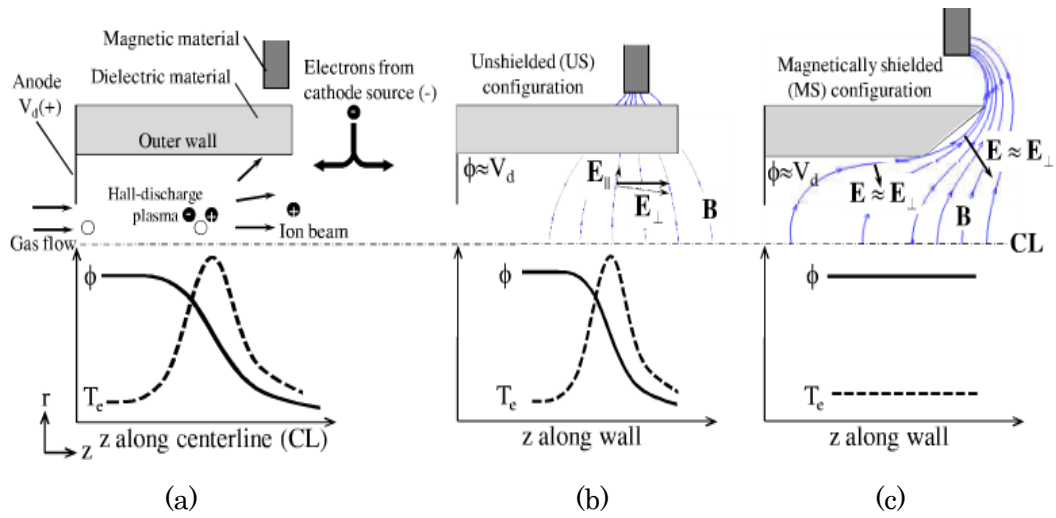 Magnetic material
Dielectric material
Anode
V_d(+)
Electrons from
cathode source (-)
Outer wall
Hall-discharge
plasma
Gas flow
Ion beam
ϕ
T_e
r
z
z along centerline (CL)
(a)
Unshielded (US)
configuration
ϕ≈V_d
E_||
E_⊥
B
ϕ
T_e
z along wall
(b)
Magnetically shielded
(MS) configuration
ϕ≈V_d
E ≈ E_⊥
E ≈ E_⊥
B
CL
ϕ
T_e
z along wall
(c)